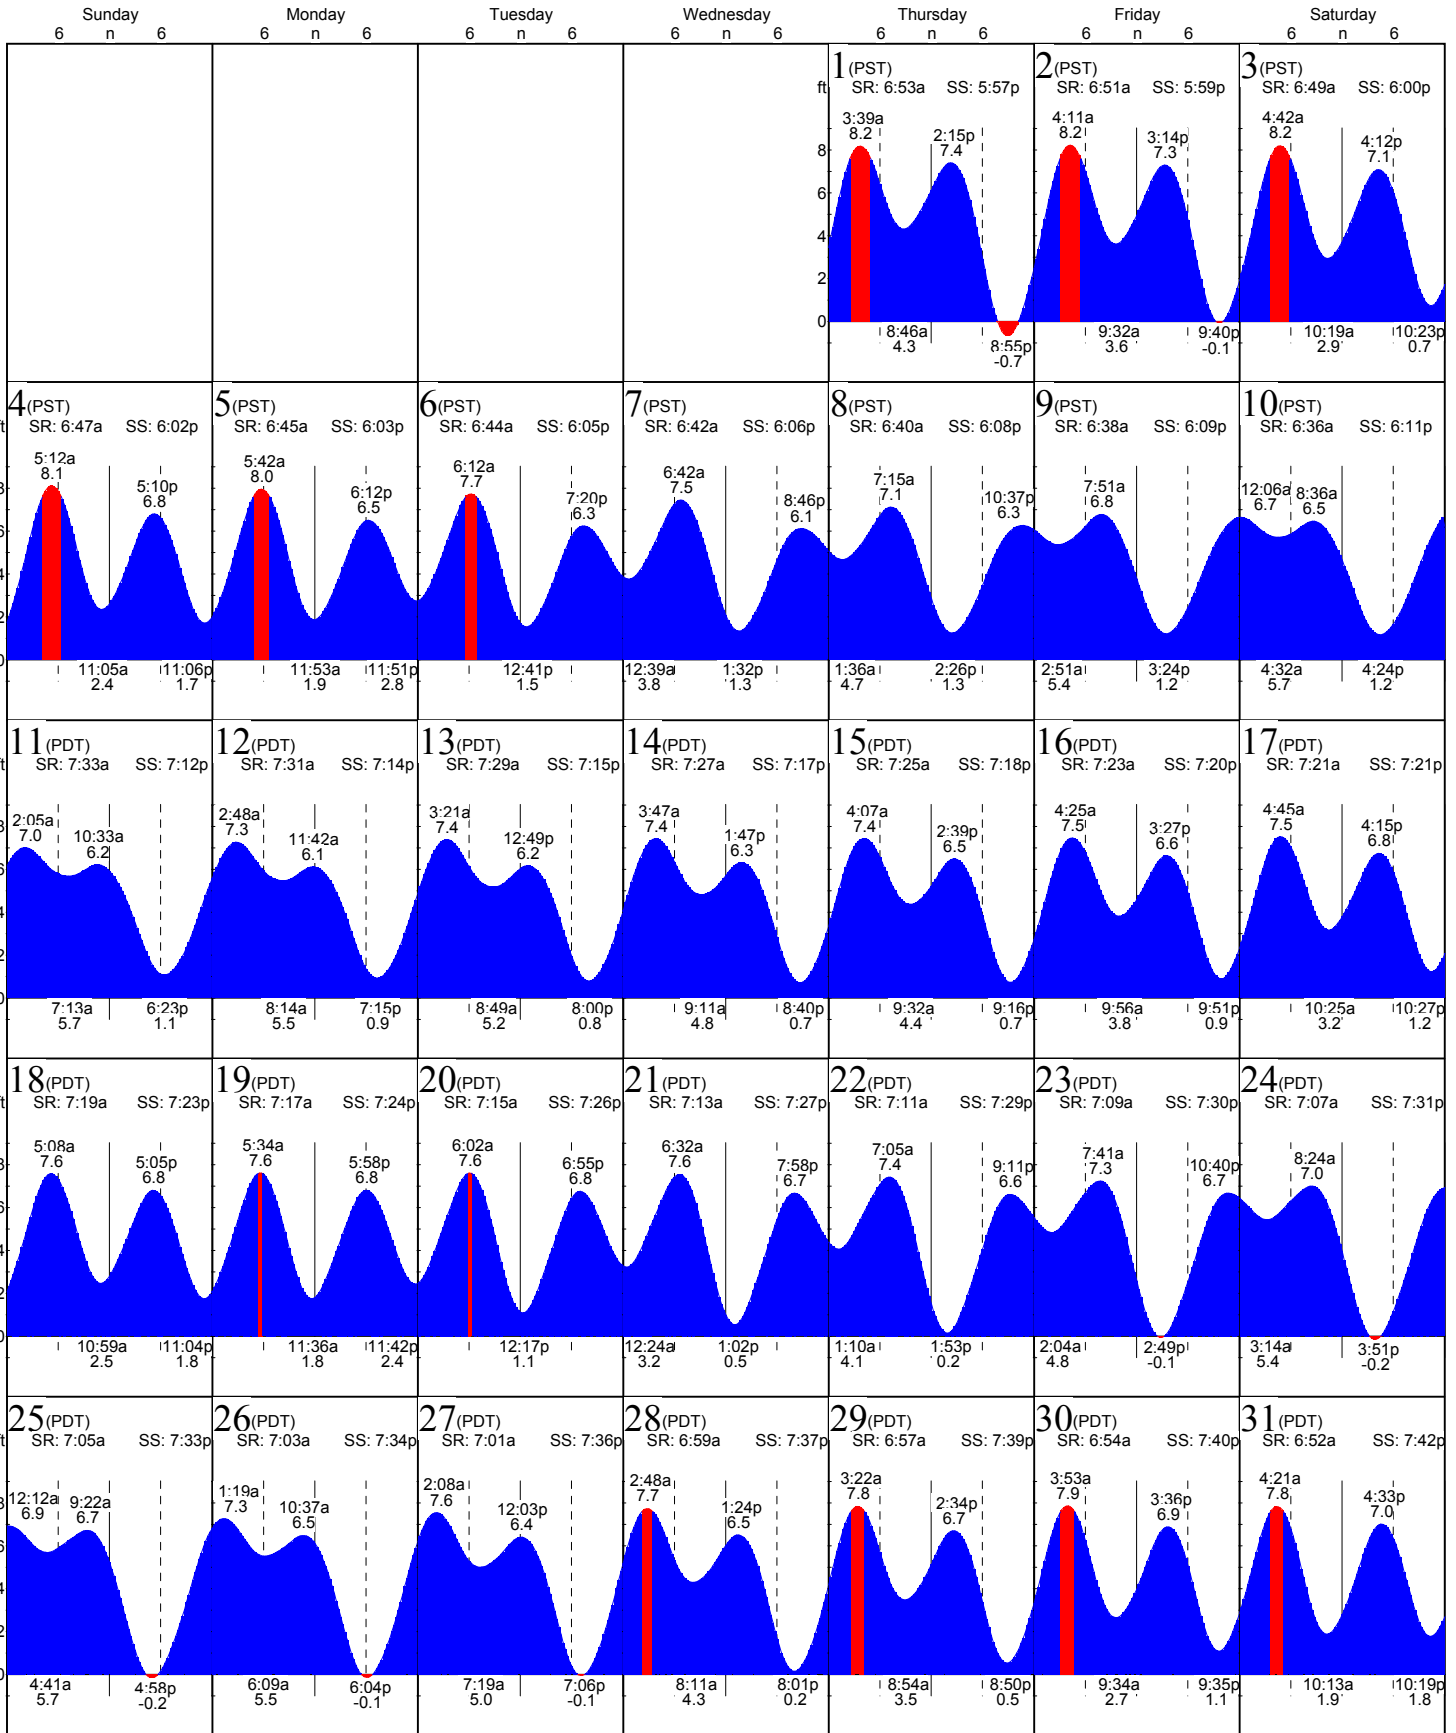 Sunday Monday Tuesday Wednesday Thursday Friday Saturday
6 n 6 6 n 6 6 n 6 6 n 6 6 n 6 6 n 6 6 n 6
1(PST) 2(PST) 3(PST)
ft SR: 6:53a SS: 5:57p SR: 6:51a SS: 5:59p SR: 6:49a SS: 6:00p
3:39a 2:15p 4:11a 3:14p 4:42a 4:12p
8.2 7.4 8.2 7.3 8.2 7.1
8
6
4
2
0
8:46a 8:55p 9:32a 9:40p 10:19a 10:23p
4.3 -0.7 3.6 -0.1 2.9 0.7
4(PST) 5(PST) 6(PST) 7(PST) 8(PST) 9(PST) 10(PST)
SR: 6:47a SS: 6:02p SR: 6:45a SS: 6:03p SR: 6:44a SS: 6:05p SR: 6:42a SS: 6:06p SR: 6:40a SS: 6:08p SR: 6:38a SS: 6:09p SR: 6:36a SS: 6:11p
5:12a 5:10p 5:42a 6:12p 6:12a 7:20p 6:42a 8:46p 7:15a 10:37p 7:51a 12:06a 8:36a
8.1 6.8 8.0 6.5 7.7 6.3 7.5 6.1 7.1 6.3 6.8 6.7 6.5
11:05a 11:06p 11:53a 11:51p 12:41p 12:39a 1:32p 1:36a 2:26p 2:51a 3:24p 4:32a 4:24p
2.4 1.7 1.9 2.8 1.5 3.8 1.3 4.7 1.3 5.4 1.2 5.7 1.2
11(PDT) 12(PDT) 13(PDT) 14(PDT) 15(PDT) 16(PDT) 17(PDT)
SR: 7:33a SS: 7:12p SR: 7:31a SS: 7:14p SR: 7:29a SS: 7:15p SR: 7:27a SS: 7:17p SR: 7:25a SS: 7:18p SR: 7:23a SS: 7:20p SR: 7:21a SS: 7:21p
2:05a 10:33a 2:48a 11:42a 3:21a 12:49p 3:47a 1:47p 4:07a 2:39p 4:25a 3:27p 4:45a 4:15p
7.0 6.2 7.3 6.1 7.4 6.2 7.4 6.3 7.4 6.5 7.5 6.6 7.5 6.8
7:13a 6:23p 8:14a 7:15p 8:49a 8:00p 9:11a 8:40p 9:32a 9:16p 9:56a 9:51p 10:25a 10:27p
5.7 1.1 5.5 0.9 5.2 0.8 4.8 0.7 4.4 0.7 3.8 0.9 3.2 1.2
18(PDT) 19(PDT) 20(PDT) 21(PDT) 22(PDT) 23(PDT) 24(PDT)
SR: 7:19a SS: 7:23p SR: 7:17a SS: 7:24p SR: 7:15a SS: 7:26p SR: 7:13a SS: 7:27p SR: 7:11a SS: 7:29p SR: 7:09a SS: 7:30p SR: 7:07a SS: 7:31p
5:08a 5:05p 5:34a 5:58p 6:02a 6:55p 6:32a 7:58p 7:05a 9:11p 7:41a 10:40p 8:24a
7.6 6.8 7.6 6.8 7.6 6.8 7.6 6.7 7.4 6.6 7.3 6.7 7.0
10:59a 11:04p 11:36a 11:42p 12:17p 12:24a 1:02p 1:10a 1:53p 2:04a 2:49p 3:14a 3:51p
2.5 1.8 1.8 2.4 1.1 3.2 0.5 4.1 0.2 4.8 -0.1 5.4 -0.2
25(PDT) 26(PDT) 27(PDT) 28(PDT) 29(PDT) 30(PDT) 31(PDT)
SR: 7:05a SS: 7:33p SR: 7:03a SS: 7:34p SR: 7:01a SS: 7:36p SR: 6:59a SS: 7:37p SR: 6:57a SS: 7:39p SR: 6:54a SS: 7:40p SR: 6:52a SS: 7:42p
12:12a 9:22a 1:19a 10:37a 2:08a 12:03p 2:48a 1:24p 3:22a 2:34p 3:53a 3:36p 4:21a 4:33p
6.9 6.7 7.3 6.5 7.6 6.4 7.7 6.5 7.8 6.7 7.9 6.9 7.8 7.0
4:41a 4:58p 6:09a 6:04p 7:19a 7:06p 8:11a 8:01p 8:54a 8:50p 9:34a 9:35p 10:13a 10:19p
5.7 -0.2 5.5 -0.1 5.0 -0.1 4.3 0.2 3.5 0.5 2.7 1.1 1.9 1.8